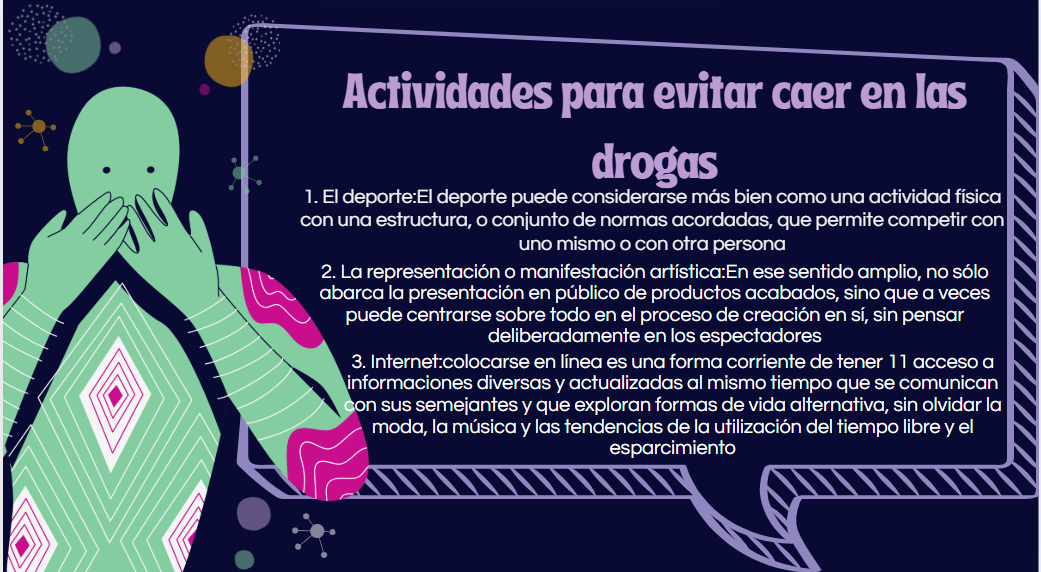 Actividades para evitar caer en las
drogas
1. El deporte:El deporte puede considerarse más bien como una actividad física
con una estructura, o conjunto de normas acordadas, que permite competir con
uno mismo o con otra persona
2. La representación o manifestación artística:En ese sentido amplio, no sólo
abarca la presentación en público de productos acabados, sino que a veces
puede centrarse sobre todo en el proceso de creación en sí, sin pensar
deliberadamente en los espectadores
3. Internet:colocarse en línea es una forma corriente de tener 11 acceso a
informaciones diversas y actualizadas al mismo tiempo que se comunican
con sus semejantes y que exploran formas de vida alternativa, sin olvidar la
moda, la música y las tendencias de la utilización del tiempo libre y el
esparcimiento